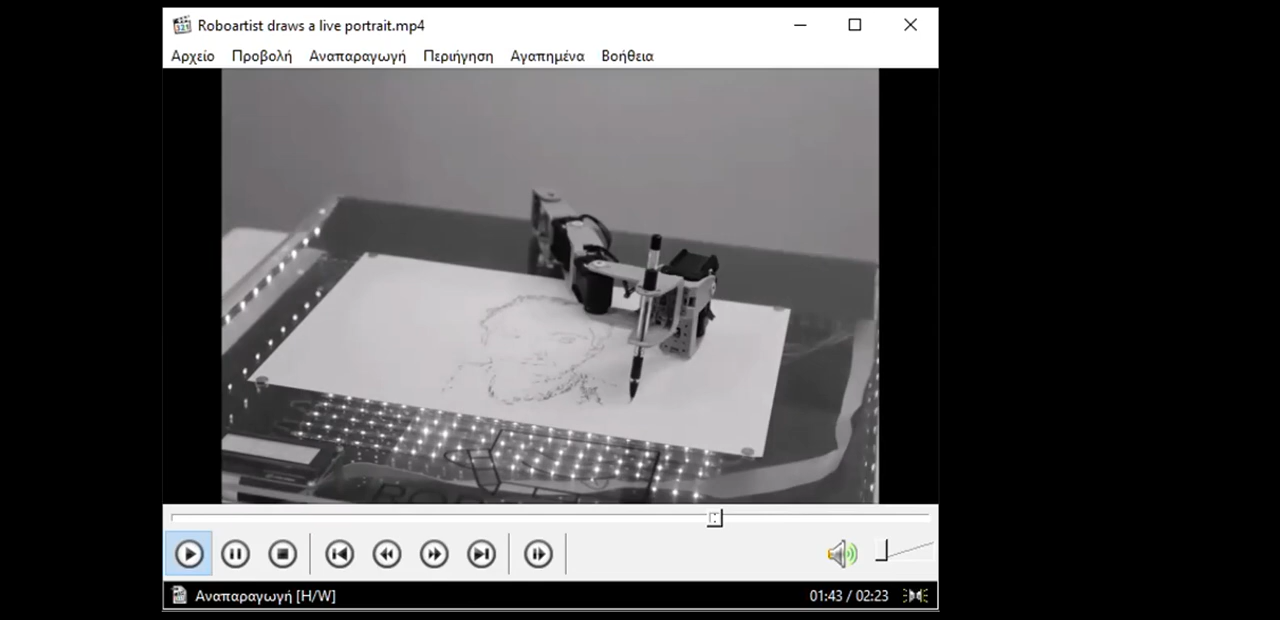 Roboartist draws a live portrait.mp4
Αρχείο Προβολή Αναπαραγωγή Περιήγηση Αγαπημένα Βοήθεια
Αναπαραγωγή [H/W] 01:43 / 02:23